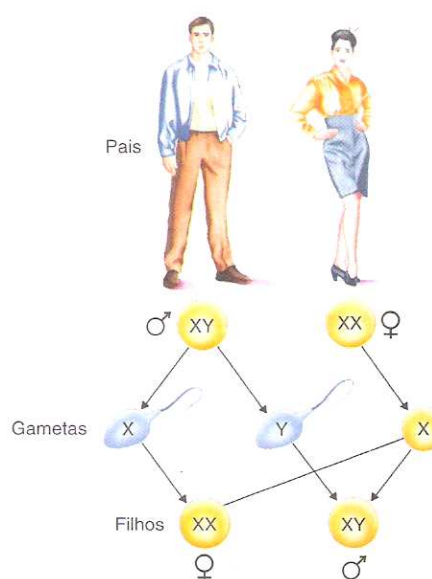 Pais
♂ XY XX ♀
Gametas X Y X
Filhos XX XY
♀ ♂